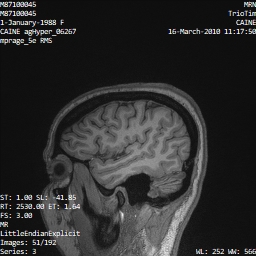 M87100045
MRN
M87100045
TrioTim
1-January-1988 F
CAINE
CAINE agHyper_06267
16-March-2010 11:17:50
mprage_5e RMS
ST: 1.00 SL: -41.85
RT: 2530.00 ET: 1.64
FS: 3.00
MR
LittleEndianExplicit
Images: 51/192
Series: 3
WL: 252 WW: 566